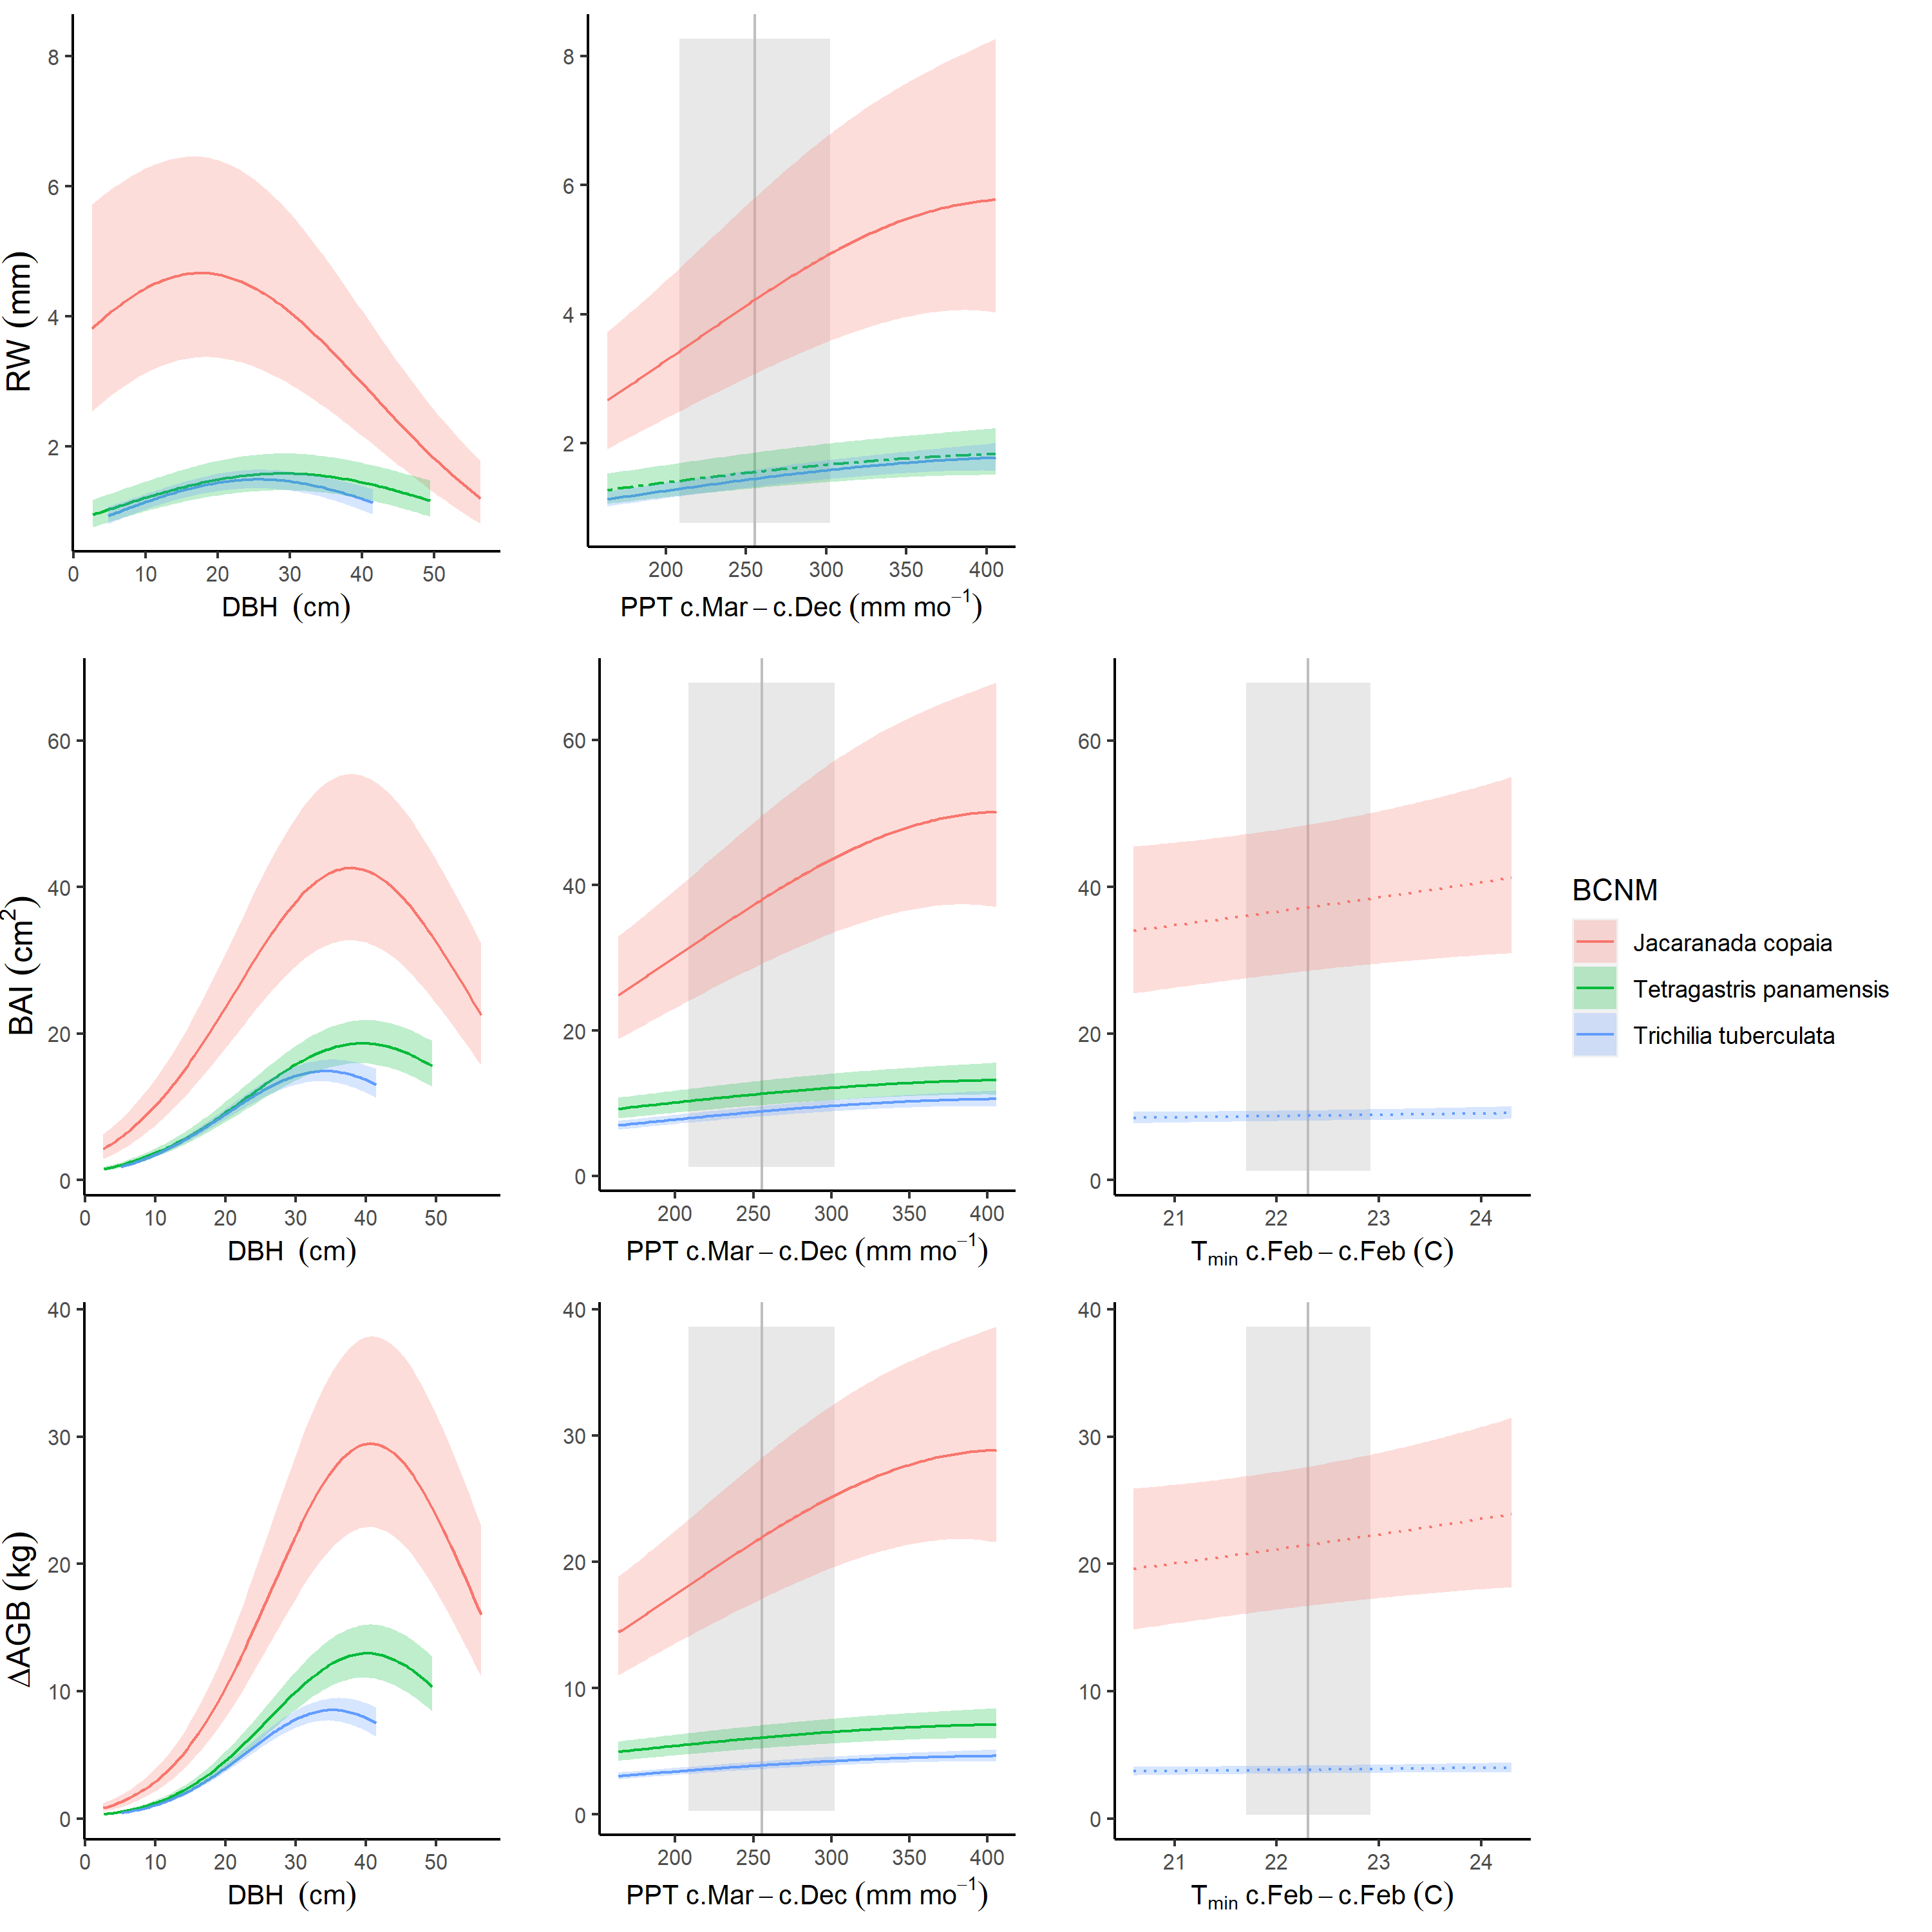 8
6
4
2
RW (mm)
0 10 20 30 40 50
DBH (cm)
8
6
4
2
200 250 300 350 400
PPT c.Mar – c.Dec (mm mo⁻¹)
60
40
20
0
BAI (cm²)
0 10 20 30 40 50
DBH (cm)
60
40
20
0
200 250 300 350 400
PPT c.Mar – c.Dec (mm mo⁻¹)
60
40
20
0
21 22 23 24
Tmin c.Feb – c.Feb (C)
BCNM
Jacaranada copaia
Tetragastris panamensis
Trichilia tuberculata
40
30
20
10
0
ΔAGB (kg)
0 10 20 30 40 50
DBH (cm)
40
30
20
10
0
200 250 300 350 400
PPT c.Mar – c.Dec (mm mo⁻¹)
40
30
20
10
0
21 22 23 24
Tmin c.Feb – c.Feb (C)